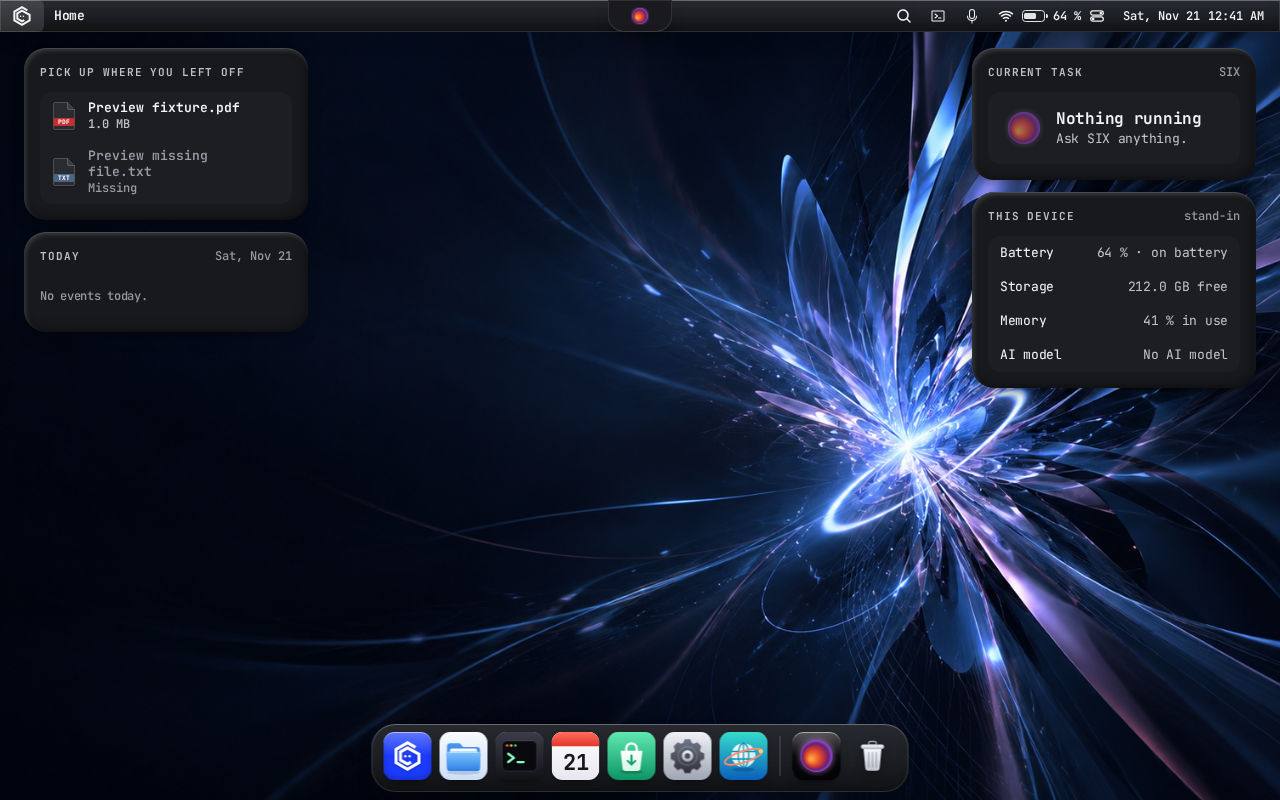 Home
64 %
Sat, Nov 21 12:41 AM
PICK UP WHERE YOU LEFT OFF
PDF
Preview fixture.pdf
1.0 MB
TXT
Preview missing
file.txt
Missing
TODAY
Sat, Nov 21
No events today.
CURRENT TASK
SIX
Nothing running
Ask SIX anything.
THIS DEVICE
stand-in
Battery
64 % · on battery
Storage
212.0 GB free
Memory
41 % in use
AI model
No AI model
21